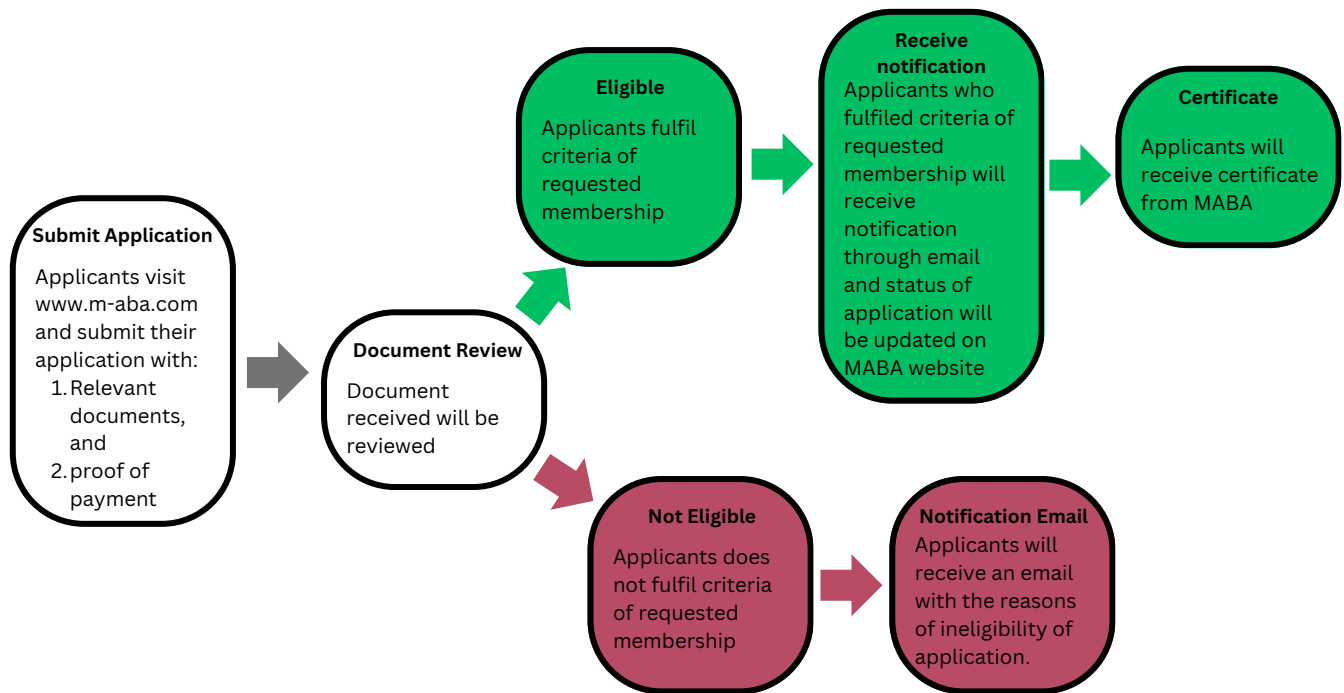 Submit Application
Applicants visit
www.m-aba.com
and submit their
application with:
1. Relevant
documents,
and
2. proof of
payment
Document Review
Document
received will be
reviewed
Eligible
Applicants fulfil
criteria of
requested
membership
Receive
notification
Applicants who
fulfiled criteria of
requested
membership will
receive
notification
through email
and status of
application will
be updated on
MABA website
Certificate
Applicants will
receive certificate
from MABA
Not Eligible
Applicants does
not fulfil criteria
of requested
membership
Notification Email
Applicants will
receive an email
with the reasons
of ineligibility of
application.